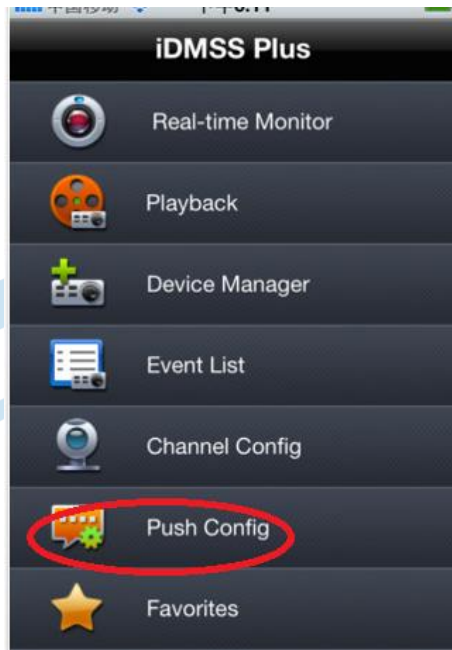 iDMSS Plus
Real-time Monitor
Playback
Device Manager
Event List
Channel Config
Push Config
Favorites